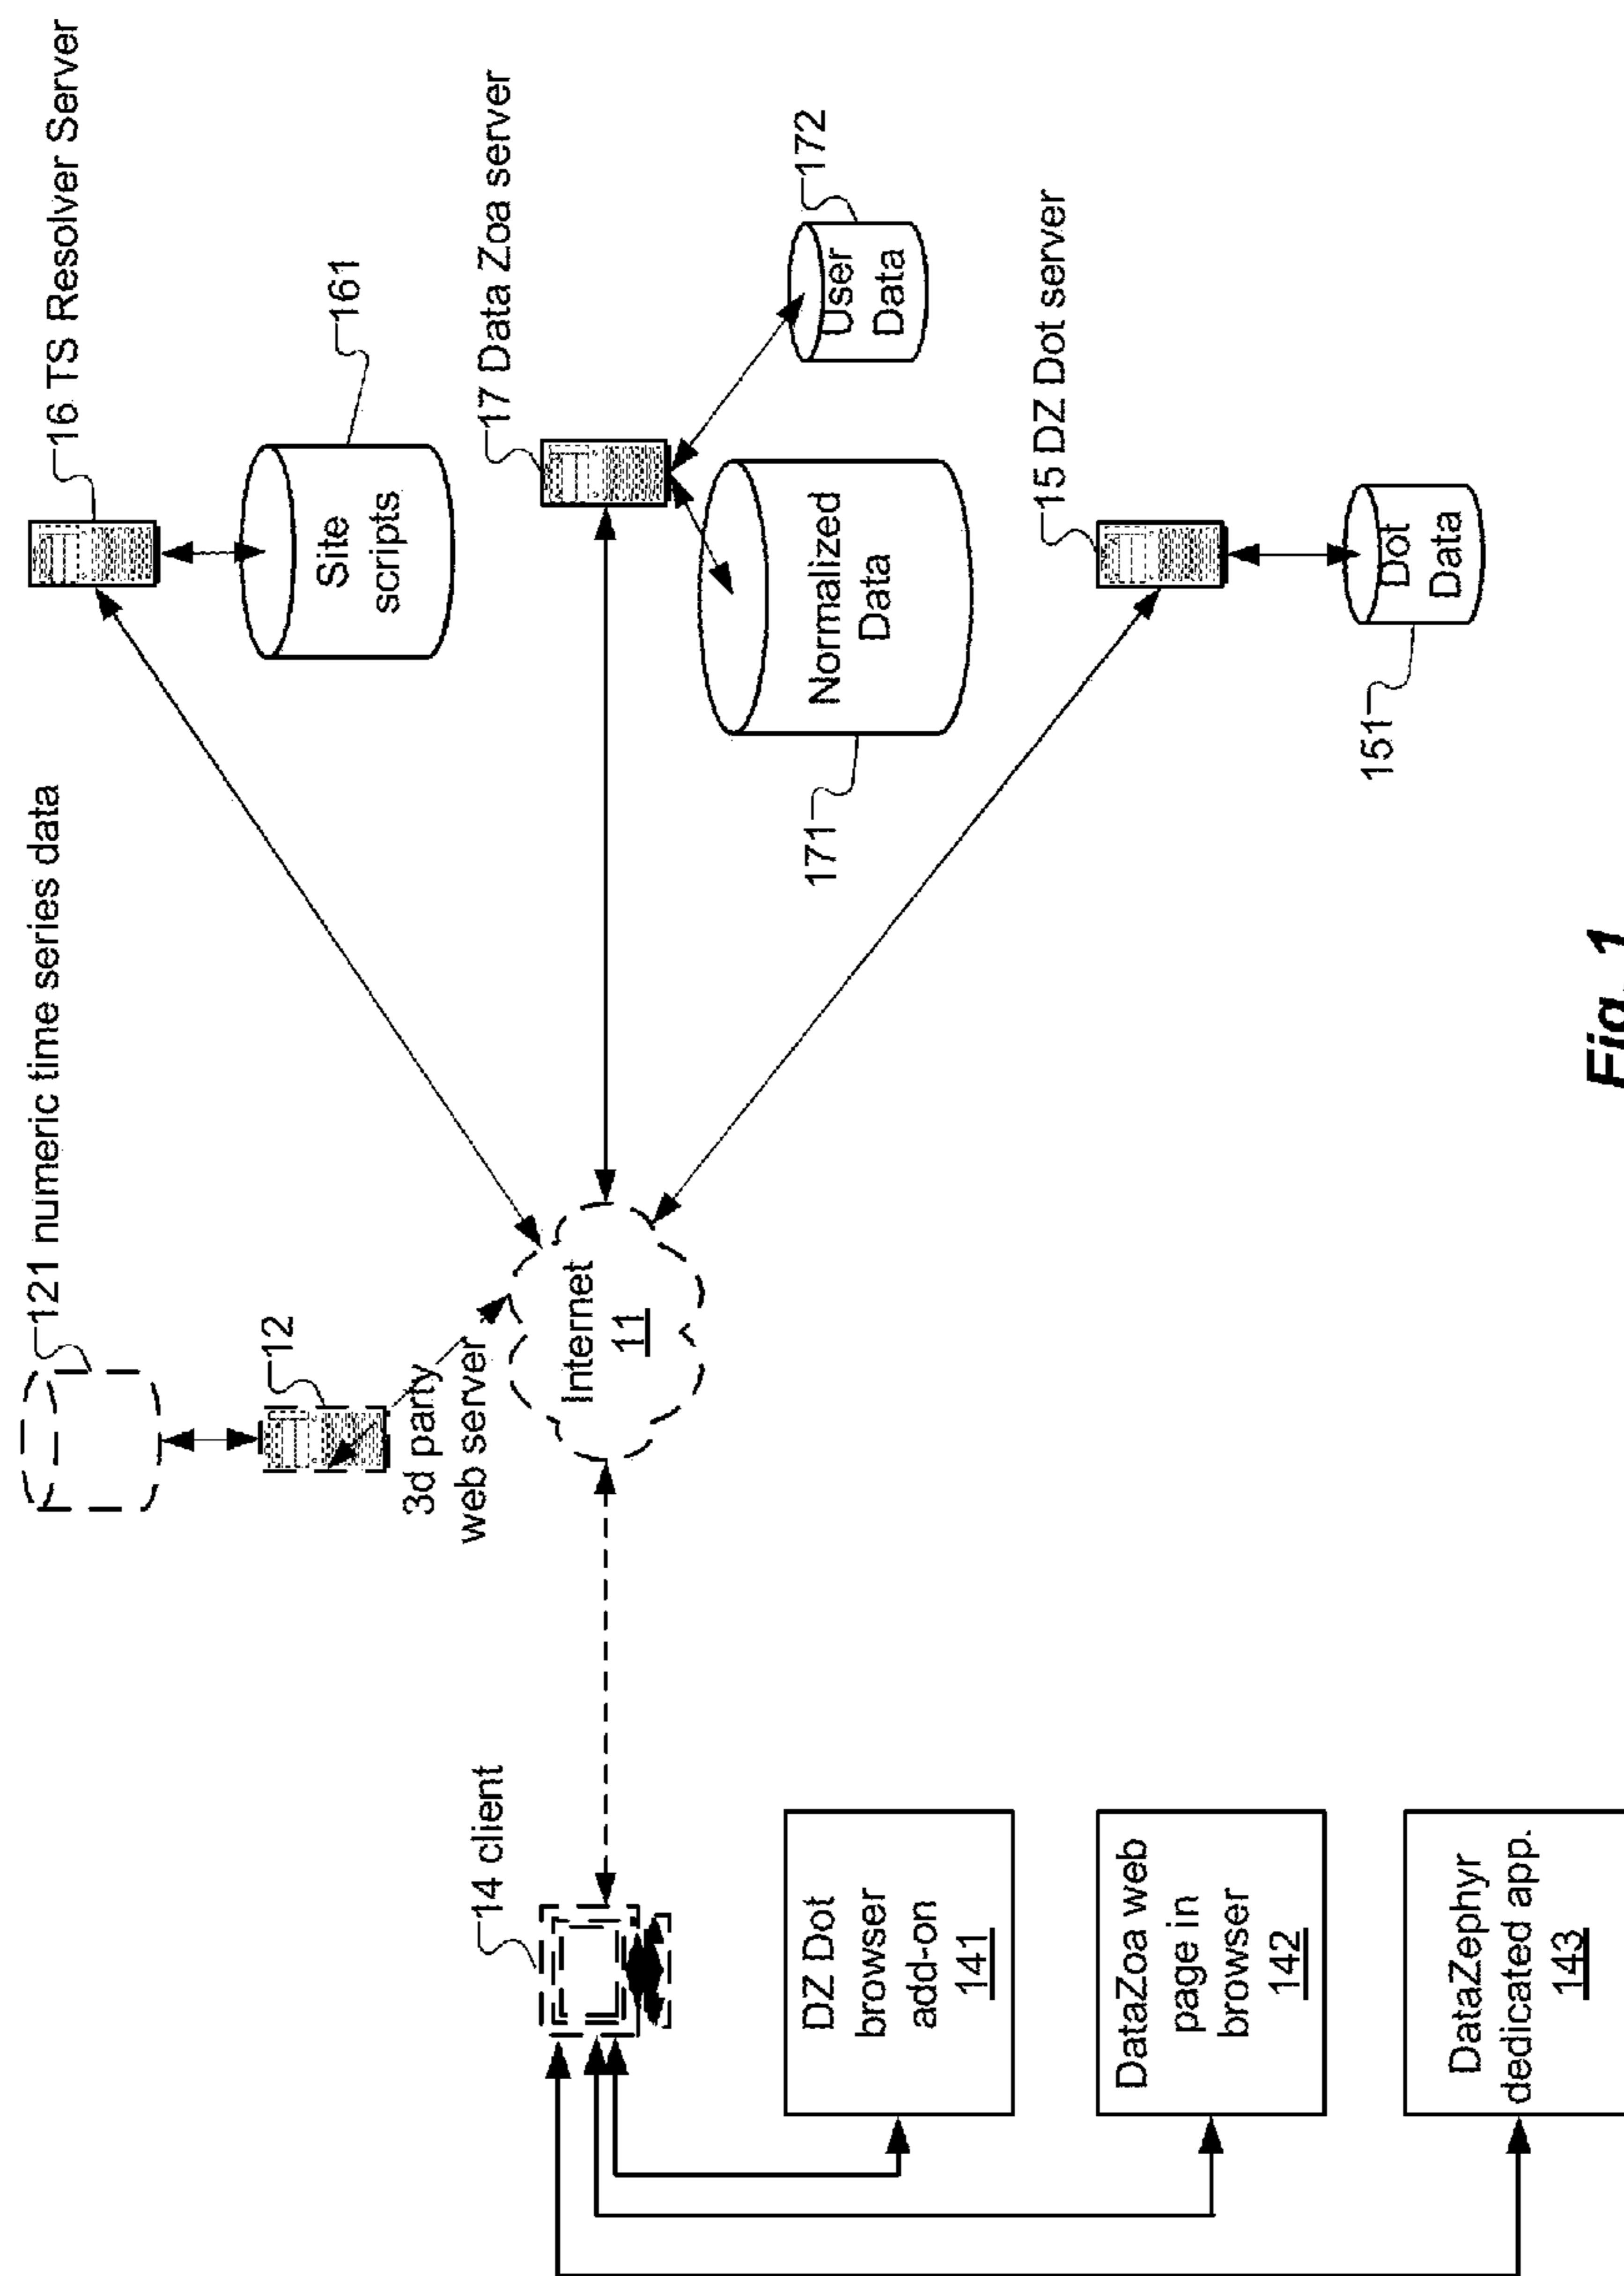 121 numeric time series data
16 TS Resolver Server
12
3d party
web server
Site
scripts
161
14 client
Internet
11
17 Data Zoa server
Normalized
Data
171
User
Data
172
DZ Dot
browser
add-on
141
DataZoa web
page in
browser
142
DataZephyr
dedicated app.
143
15 DZ Dot server
Dot
Data
151
Fig. 1